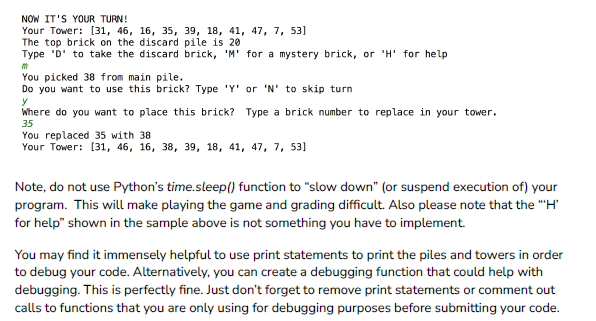 NOW IT'S YOUR TURN!
Your Tower: [31, 46, 16, 35, 39, 18, 41, 47, 7, 53]
The top brick on the discard pile is 20
Type 'D' to take the discard brick, 'M' for a mystery brick, or 'H' for help
m
You picked 38 from main pile.
Do you want to use this brick? Type 'Y' or 'N' to skip turn
y
Where do you want to place this brick?  Type a brick number to replace in your tower.
35
You replaced 35 with 38
Your Tower: [31, 46, 16, 38, 39, 18, 41, 47, 7, 53]
Note, do not use Python's time.sleep() function to “slow down” (or suspend execution of) your
program.  This will make playing the game and grading difficult. Also please note that the “‘H’
for help” shown in the sample above is not something you have to implement.
You may find it immensely helpful to use print statements to print the piles and towers in order
to debug your code. Alternatively, you can create a debugging function that could help with
debugging. This is perfectly fine. Just don't forget to remove print statements or comment out
calls to functions that you are only using for debugging purposes before submitting your code.